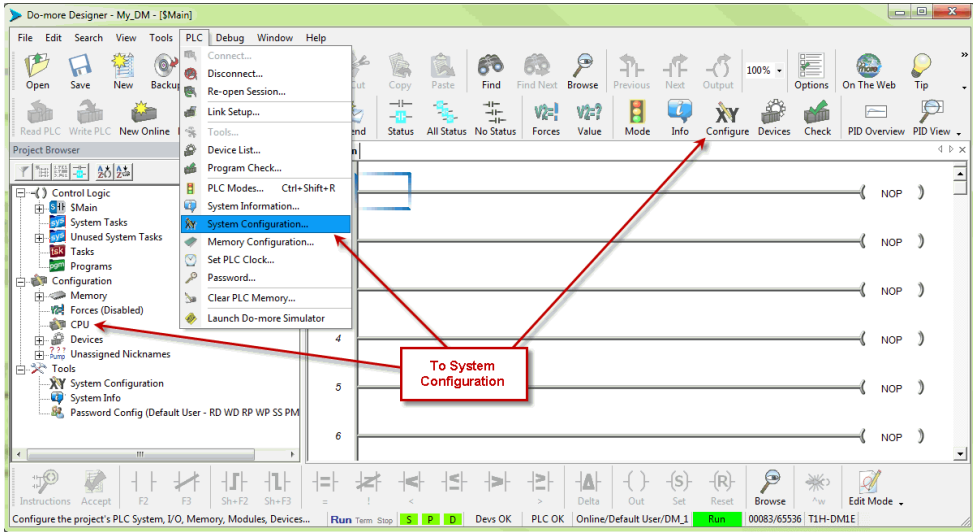 Do-more Designer - My_DM - [$Main]
File Edit Search View Tools PLC Debug Window Help
Open Save New Backup Cut Copy Paste Find Find Next Browse Previous Next Output 100% Options On The Web Tip
Read PLC Write PLC New Online Status All Status No Status Forces Value Mode Info Configure Devices Check PID Overview PID View
Connect...
Disconnect...
Re-open Session...
Link Setup...
Tools...
Device List...
Program Check...
PLC Modes... Ctrl+Shift+R
System Information...
System Configuration...
Memory Configuration...
Set PLC Clock...
Password...
Clear PLC Memory...
Launch Do-more Simulator
Project Browser
Control Logic
$Main
System Tasks
Unused System Tasks
Tasks
Programs
Configuration
Memory
Forces (Disabled)
CPU
Devices
Unassigned Nicknames
Tools
System Configuration
System Info
Password Config (Default User - RD WD RP WP SS PM
NOP
NOP
NOP
4 NOP
5 NOP
6 NOP
To System
Configuration
Instructions Accept F2 F3 Sh+F2 Sh+F3 = ! < > Delta Out Set Reset Browse ^w Edit Mode
Configure the project's PLC System, I/O, Memory, Modules, Devices... Run Term Stop S P D Devs OK PLC OK Online/Default User/DM_1 Run 00083/65536 T1H-DM1E